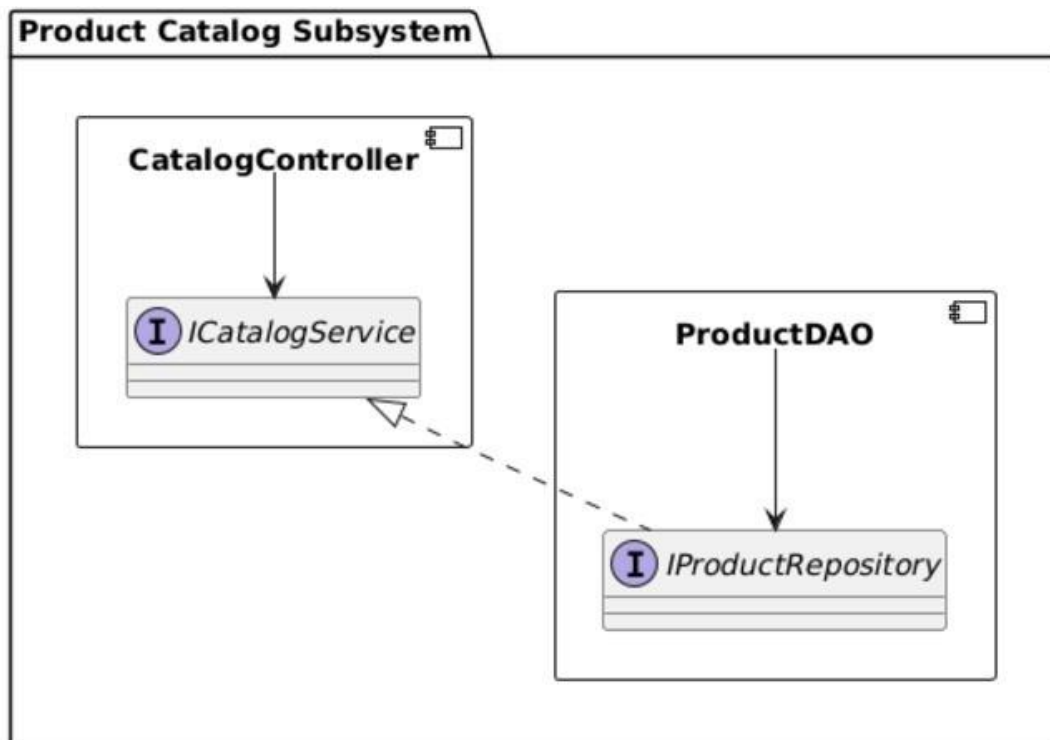 Product Catalog Subsystem
CatalogController
I ICatalogService
ProductDAO
I IProductRepository